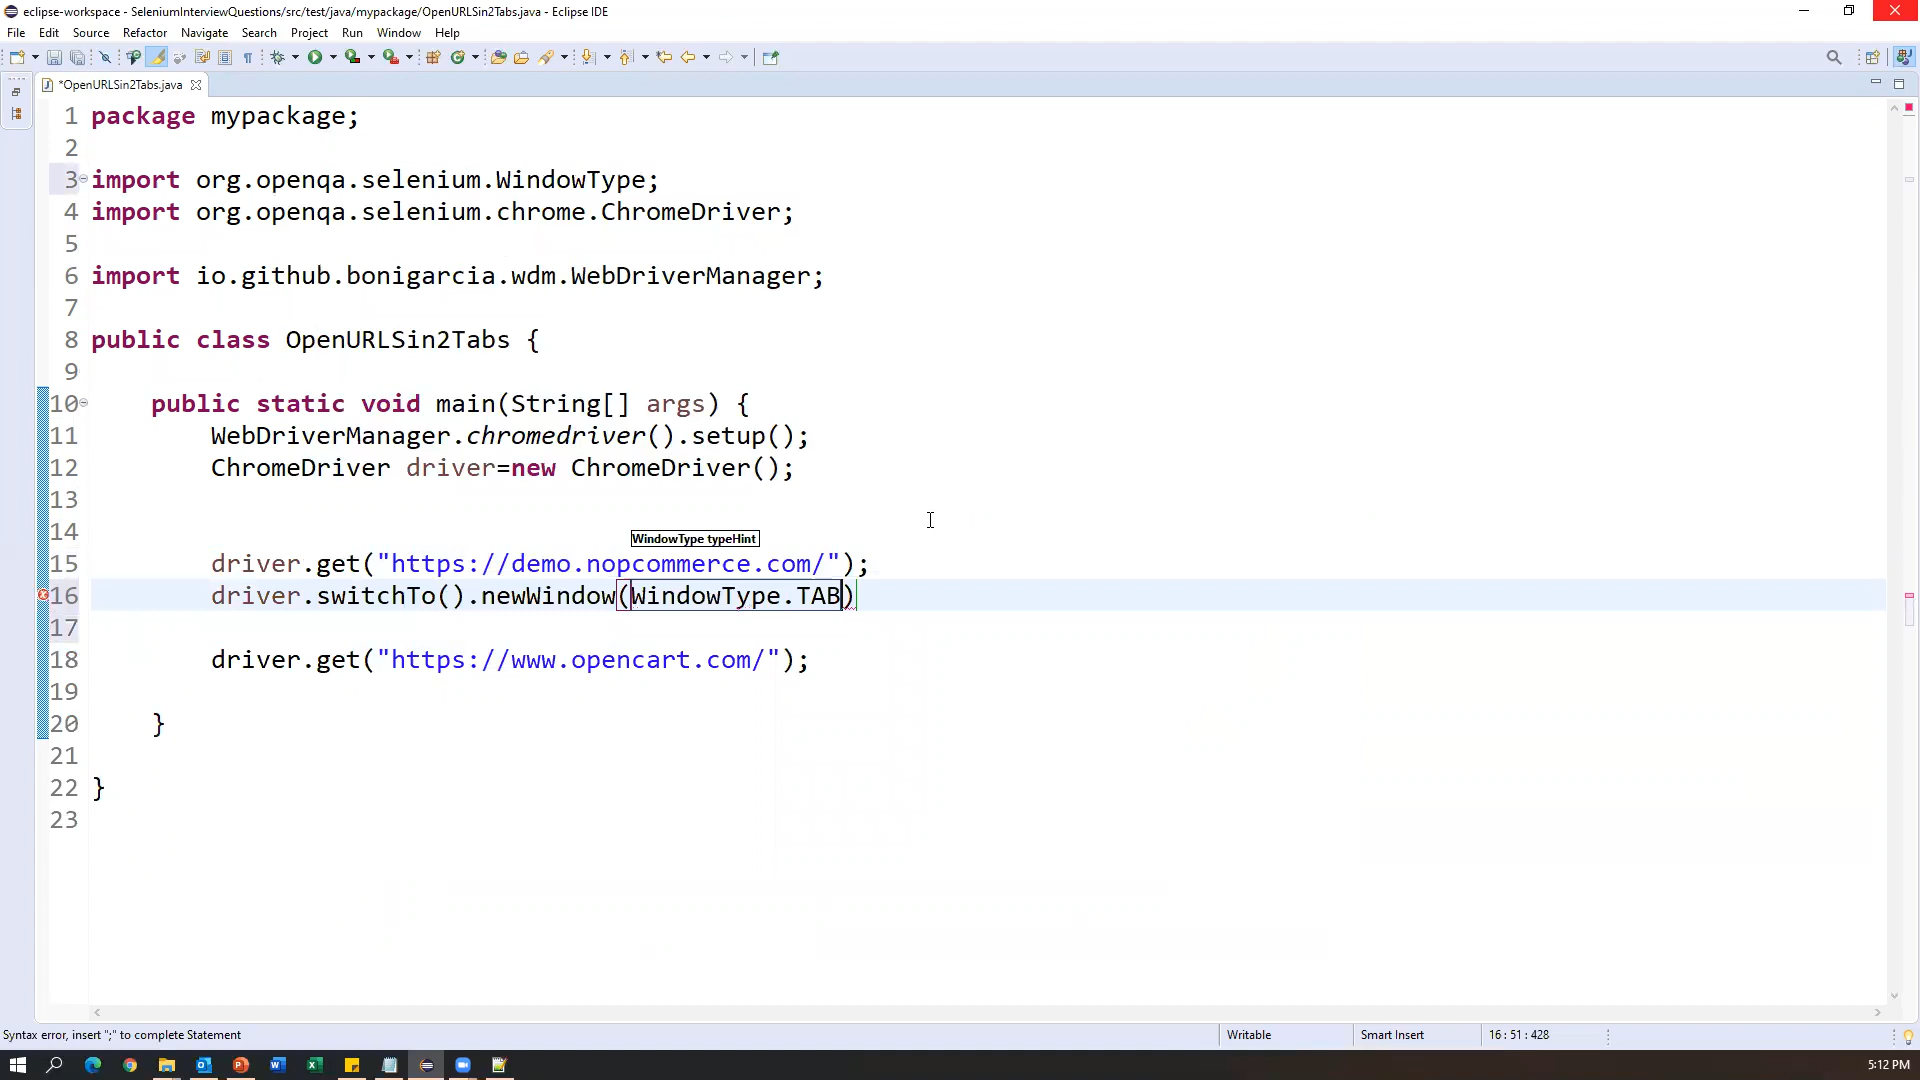 eclipse-workspace - SeleniumInterviewQuestions/src/test/java/mypackage/OpenURLSin2Tabs.java - Eclipse IDE
File Edit Source Refactor Navigate Search Project Run Window Help
*OpenURLSin2Tabs.java
1 package mypackage;
2
3 import org.openqa.selenium.WindowType;
4 import org.openqa.selenium.chrome.ChromeDriver;
5
6 import io.github.bonigarcia.wdm.WebDriverManager;
7
8 public class OpenURLSin2Tabs {
9
10 public static void main(String[] args) {
11 WebDriverManager.chromedriver().setup();
12 ChromeDriver driver=new ChromeDriver();
13
14
WindowType typeHint
15 driver.get("https://demo.nopcommerce.com/");
16 driver.switchTo().newWindow(WindowType.TAB)
17
18 driver.get("https://www.opencart.com/");
19
20 }
21
22 }
23
Syntax error, insert ";" to complete Statement
Writable
Smart Insert
16 : 51 : 428
5:12 PM